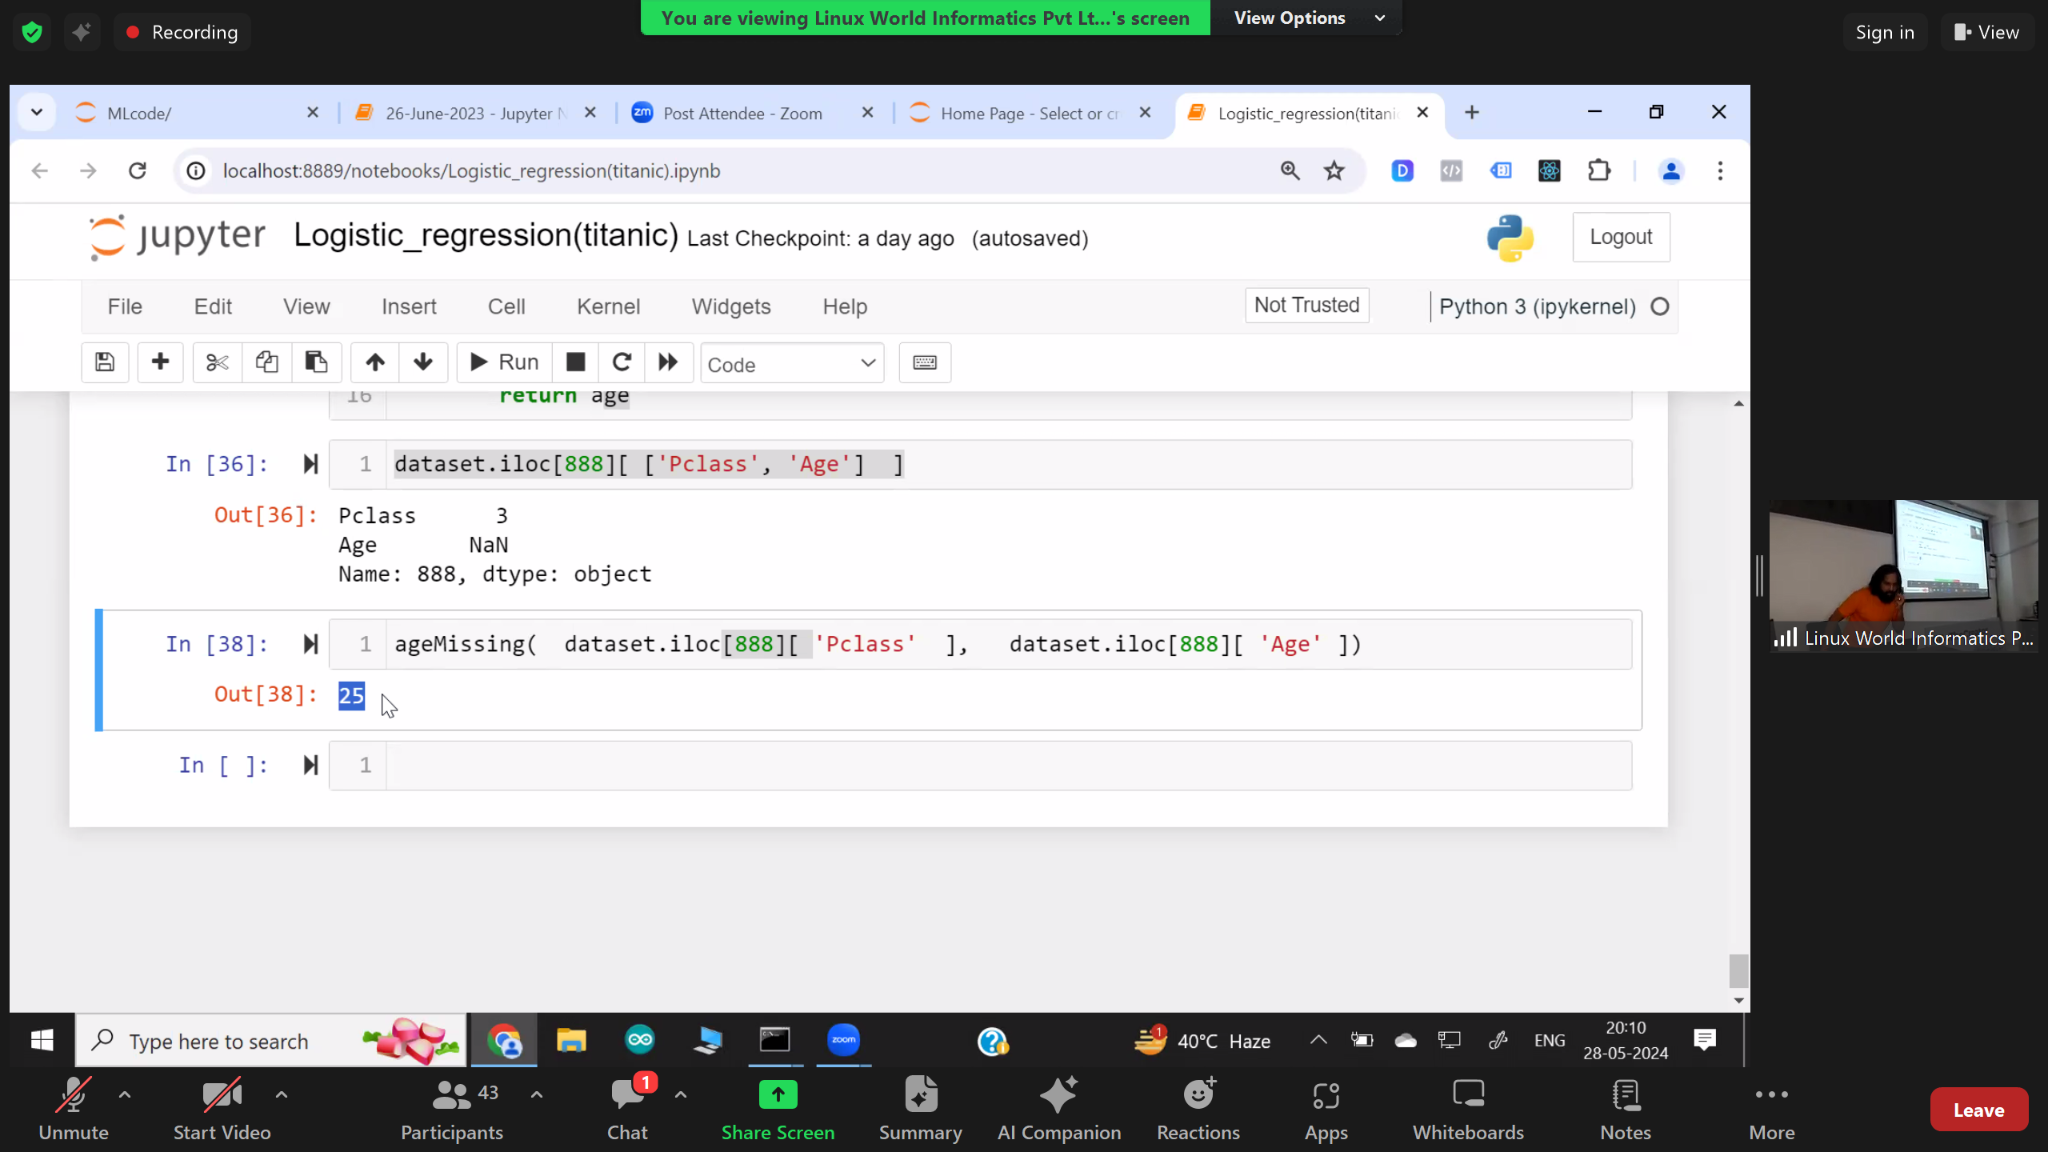 You are viewing Linux World Informatics Pvt Lt...'s screen
View Options
Recording
Sign in
View
MLcode/
26-June-2023 - Jupyter N
Post Attendee - Zoom
Home Page - Select or cr
Logistic_regression(titani
localhost:8889/notebooks/Logistic_regression(titanic).ipynb
D
jupyter
Logistic_regression(titanic) Last Checkpoint: a day ago (autosaved)
Logout
File Edit View Insert Cell Kernel Widgets Help
Not Trusted
Python 3 (ipykernel)
Run
Code
16 return age
In [36]: 1 dataset.iloc[888][ ['Pclass', 'Age'] ]
Out[36]: Pclass 3
Age NaN
Name: 888, dtype: object
In [38]: 1 ageMissing( dataset.iloc[888][ 'Pclass' ], dataset.iloc[888][ 'Age' ])
Out[38]: 25
In [ ]: 1
Linux World Informatics P...
Type here to search
zoom
1
40°C Haze
ENG
20:10
28-05-2024
Unmute
Start Video
43
Participants
1
Chat
Share Screen
Summary
AI Companion
Reactions
Apps
Whiteboards
Notes
More
Leave